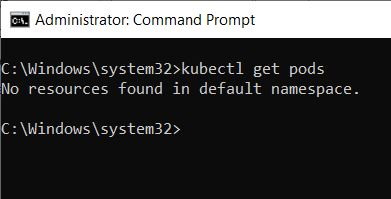 Administrator: Command Prompt
C:\Windows\system32>kubectl get pods
No resources found in default namespace.
C:\Windows\system32>